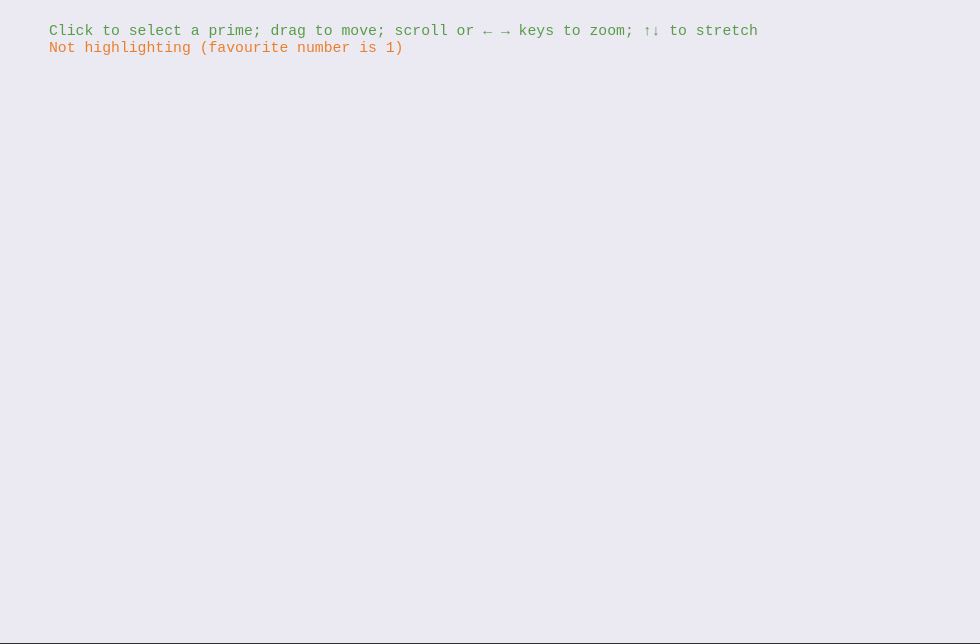 Click to select a prime; drag to move; scroll or ← → keys to zoom; ↑↓ to stretch
Not highlighting (favourite number is 1)